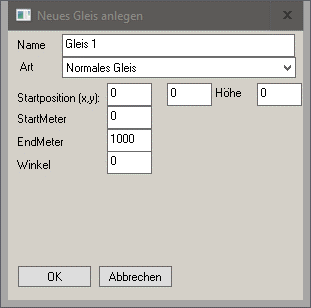 Neues Gleis anlegen X
Name Gleis 1
Art Normales Gleis
Startposition (x,y): 0 0 Höhe 0
StartMeter 0
EndMeter 1000
Winkel 0
OK Abbrechen